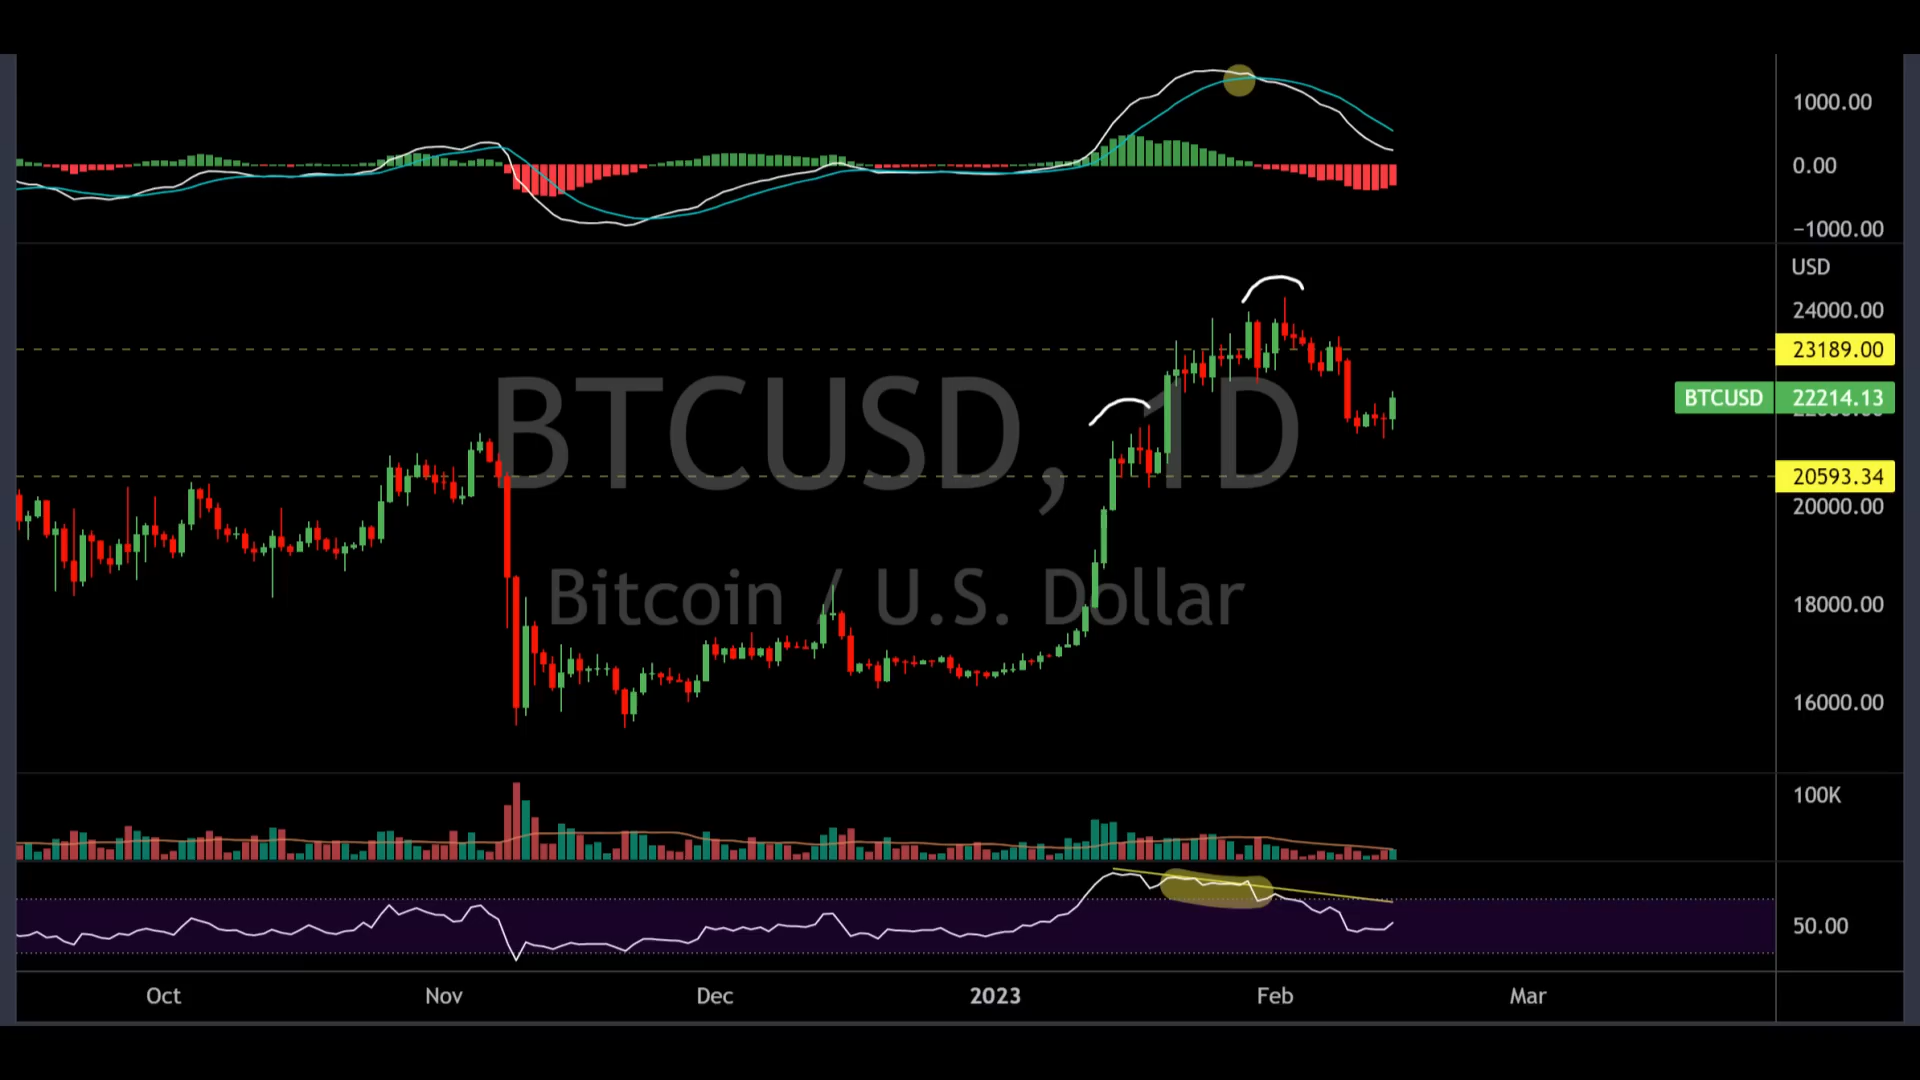 1000.00
0.00
−1000.00
USD
24000.00
23189.00
BTCUSD 22214.13
BTCUSD, 1D
20593.34
20000.00
Bitcoin / U.S. Dollar
18000.00
16000.00
100K
50.00
Oct Nov Dec 2023 Feb Mar